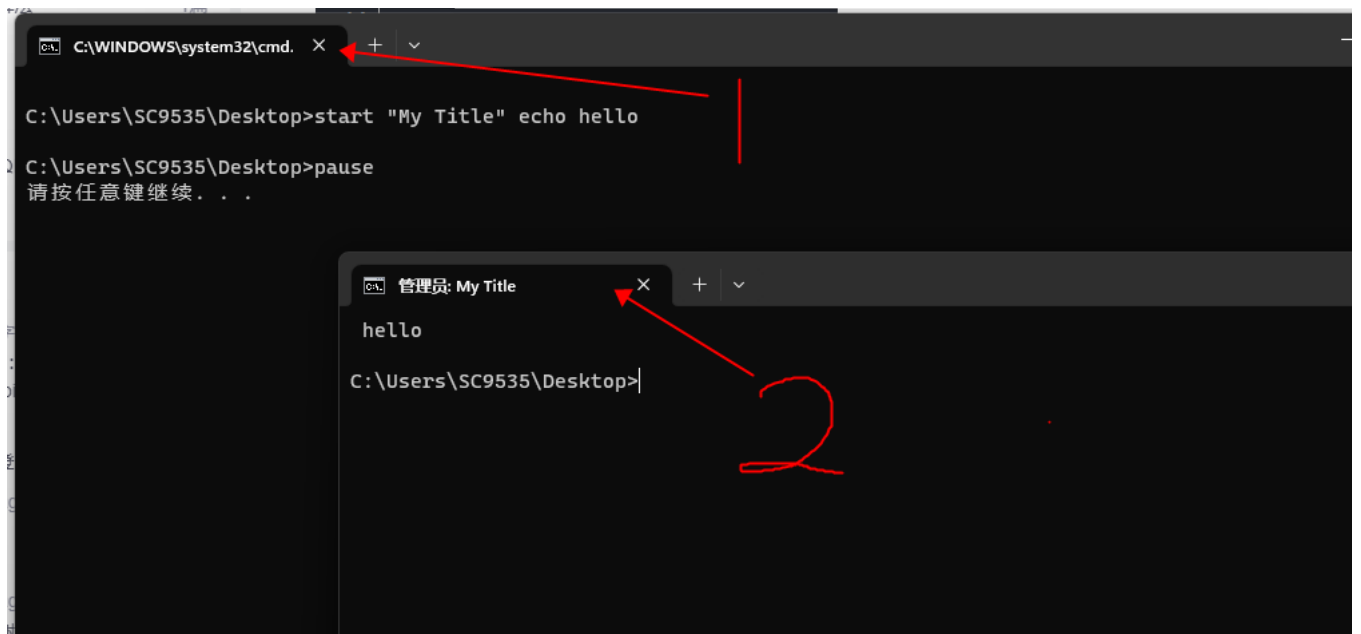 C:\WINDOWS\system32\cmd.
C:\Users\SC9535\Desktop>start "My Title" echo hello
C:\Users\SC9535\Desktop>pause
请按任意键继续. . .
1
管理员: My Title
hello
C:\Users\SC9535\Desktop>
2